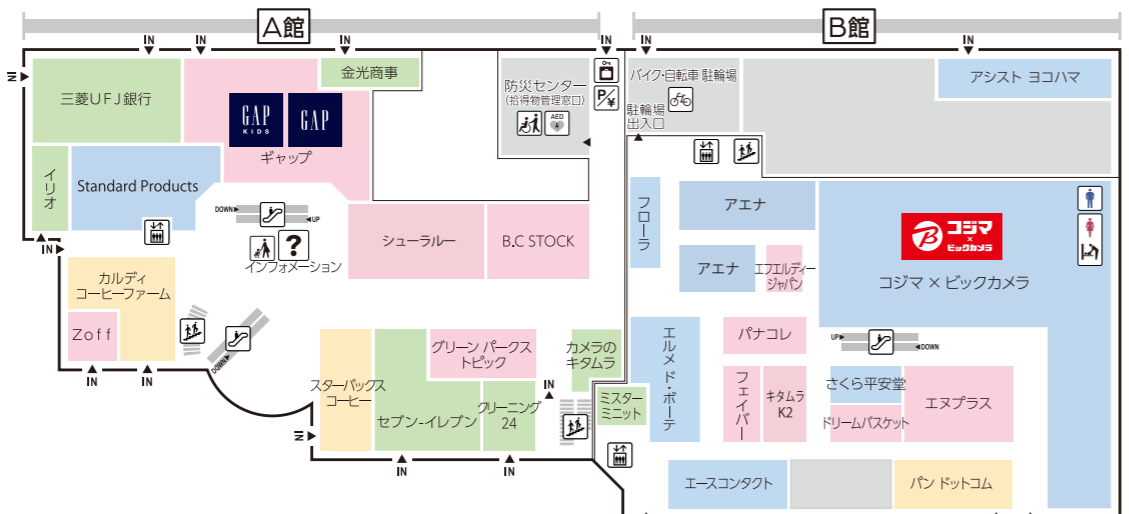 A館
B館
IN
IN
IN
IN
IN
IN
三菱UFJ銀行
GAP
KIDS
GAP
ギャップ
金光商事
防災センター
(拾得物管理窓口)
AED
P/¥
バイク・自転車 駐輪場
駐輪場
出入口
アシスト ヨコハマ
イリオ
Standard Products
DOWN
UP
?
インフォメーション
シューラルー
B.C STOCK
フローラ
アエナ
アエナ
エフエルディー
ジャパン
コジマ
×
ビックカメラ
コジマ×ビックカメラ
IN
カルディ
コーヒーファーム
Zoff
DOWN
IN
IN
スターバックス
コーヒー
セブン-イレブン
グリーン パークス
トピック
クリーニング
24
カメラの
キタムラ
IN
ミスター
ミニット
IN
IN
IN
エルメ ド・ボーテ
パナコレ
フェイバー
キタムラ
K2
UP
DOWN
さくら平安堂
ドリームバスケット
エヌプラス
エースコンタクト
パン ドットコム